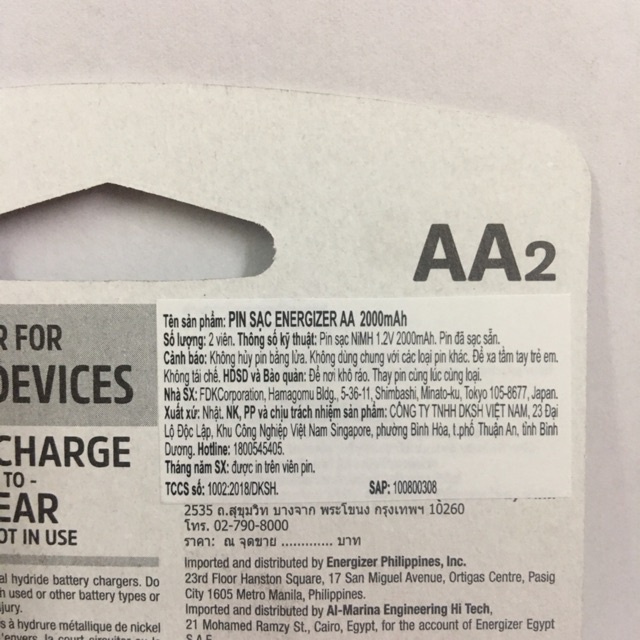 AA2
R FOR
DEVICES
CHARGE
TO -
EAR
OT IN USE
al hydride battery chargers. Do
h used or other battery types or
jury.
s à hydrure métallique de nickel
Tên sản phẩm: PIN SẠC ENERGIZER AA 2000mAh
Số lượng: 2 viên. Thông số kỹ thuật: Pin sạc NiMH 1.2V 2000mAh. Pin đã sạc sẵn.
Cảnh báo: Không hủy pin bằng lửa. Không dùng chung với các loại pin khác. Để xa tầm tay trẻ em.
Không tái chế. HDSD và Bảo quản: Để nơi khô ráo. Thay pin cùng lúc cùng loại.
Nhà SX: FDKCorporation, Hamagomu Bldg., 5-36-11, Shimbashi, Minato-ku, Tokyo 105-8677, Japan.
Xuất xứ: Nhật. NK, PP và chịu trách nhiệm sản phẩm: CÔNG TY TNHH DKSH VIỆT NAM, 23 Đại
Lộ Độc Lập, Khu Công Nghiệp Việt Nam Singapore, phường Bình Hòa, t.phố Thuận An, tỉnh Bình
Dương. Hotline: 1800545405.
Tháng năm SX: được in trên viên pin.
TCCS số: 1002:2018/DKSH. SAP: 100800308
2535 ถ.สุขุมวิท บางจาก พระโขนง กรุงเทพฯ 10260
โทร. 02-790-8000
ราคา: ณ จุดขาย ............. บาท
Imported and distributed by Energizer Philippines, Inc.
23rd Floor Hanston Square, 17 San Miguel Avenue, Ortigas Centre, Pasig
City 1605 Metro Manila, Philippines.
Imported and distributed by Al-Marina Engineering Hi Tech,
21 Mohamed Ramzy St., Cairo, Egypt, for the account of Energizer Egypt